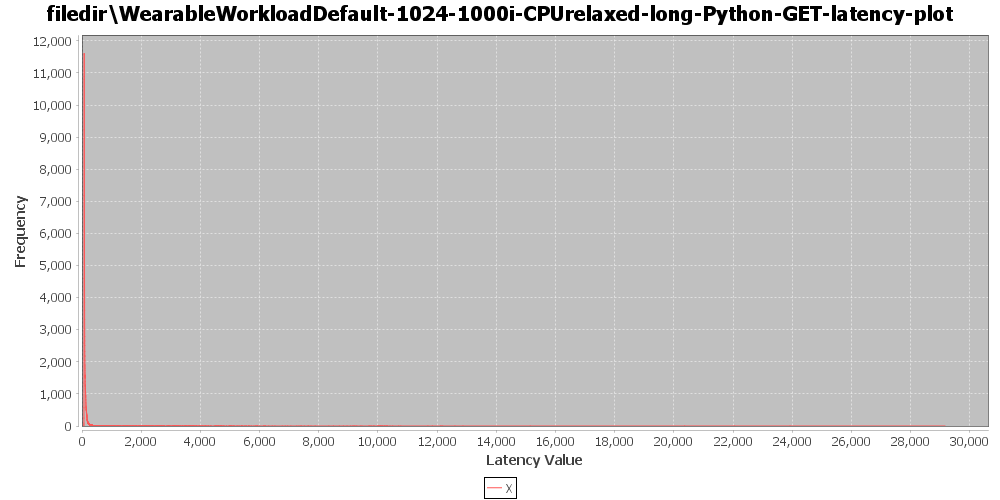 filedir\WearableWorkloadDefault-1024-1000i-CPUrelaxed-long-Python-GET-latency-plot
12,000
11,000
10,000
9,000
8,000
7,000
6,000
5,000
4,000
3,000
2,000
1,000
0
Frequency
0 2,000 4,000 6,000 8,000 10,000 12,000 14,000 16,000 18,000 20,000 22,000 24,000 26,000 28,000 30,000
Latency Value
X